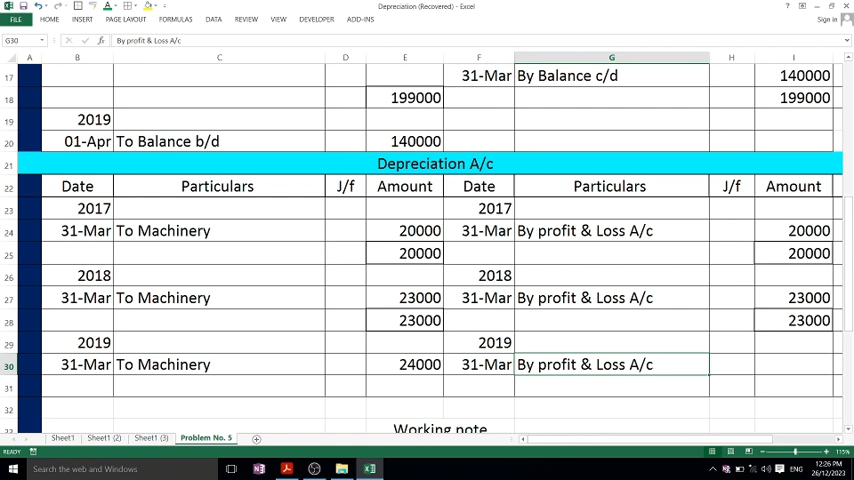 Depreciation (Recovered) - Excel
Sign in
FILE HOME INSERT PAGE LAYOUT FORMULAS DATA REVIEW VIEW DEVELOPER ADD-INS
G30 fx By profit & Loss A/c
A B C D E F G H I
17 31-Mar By Balance c/d 140000
18 199000 199000
19 2019
20 01-Apr To Balance b/d 140000
21 Depreciation A/c
22 Date Particulars J/f Amount Date Particulars J/f Amount
23 2017 2017
24 31-Mar To Machinery 20000 31-Mar By profit & Loss A/c 20000
25 20000 20000
26 2018 2018
27 31-Mar To Machinery 23000 31-Mar By profit & Loss A/c 23000
28 23000 23000
29 2019 2019
30 31-Mar To Machinery 24000 31-Mar By profit & Loss A/c
31
32
33 Working note
Sheet1 Sheet1 (2) Sheet1 (3) Problem No. 5
READY 115%
Search the web and Windows
ENG 12:26 PM
26/12/2023